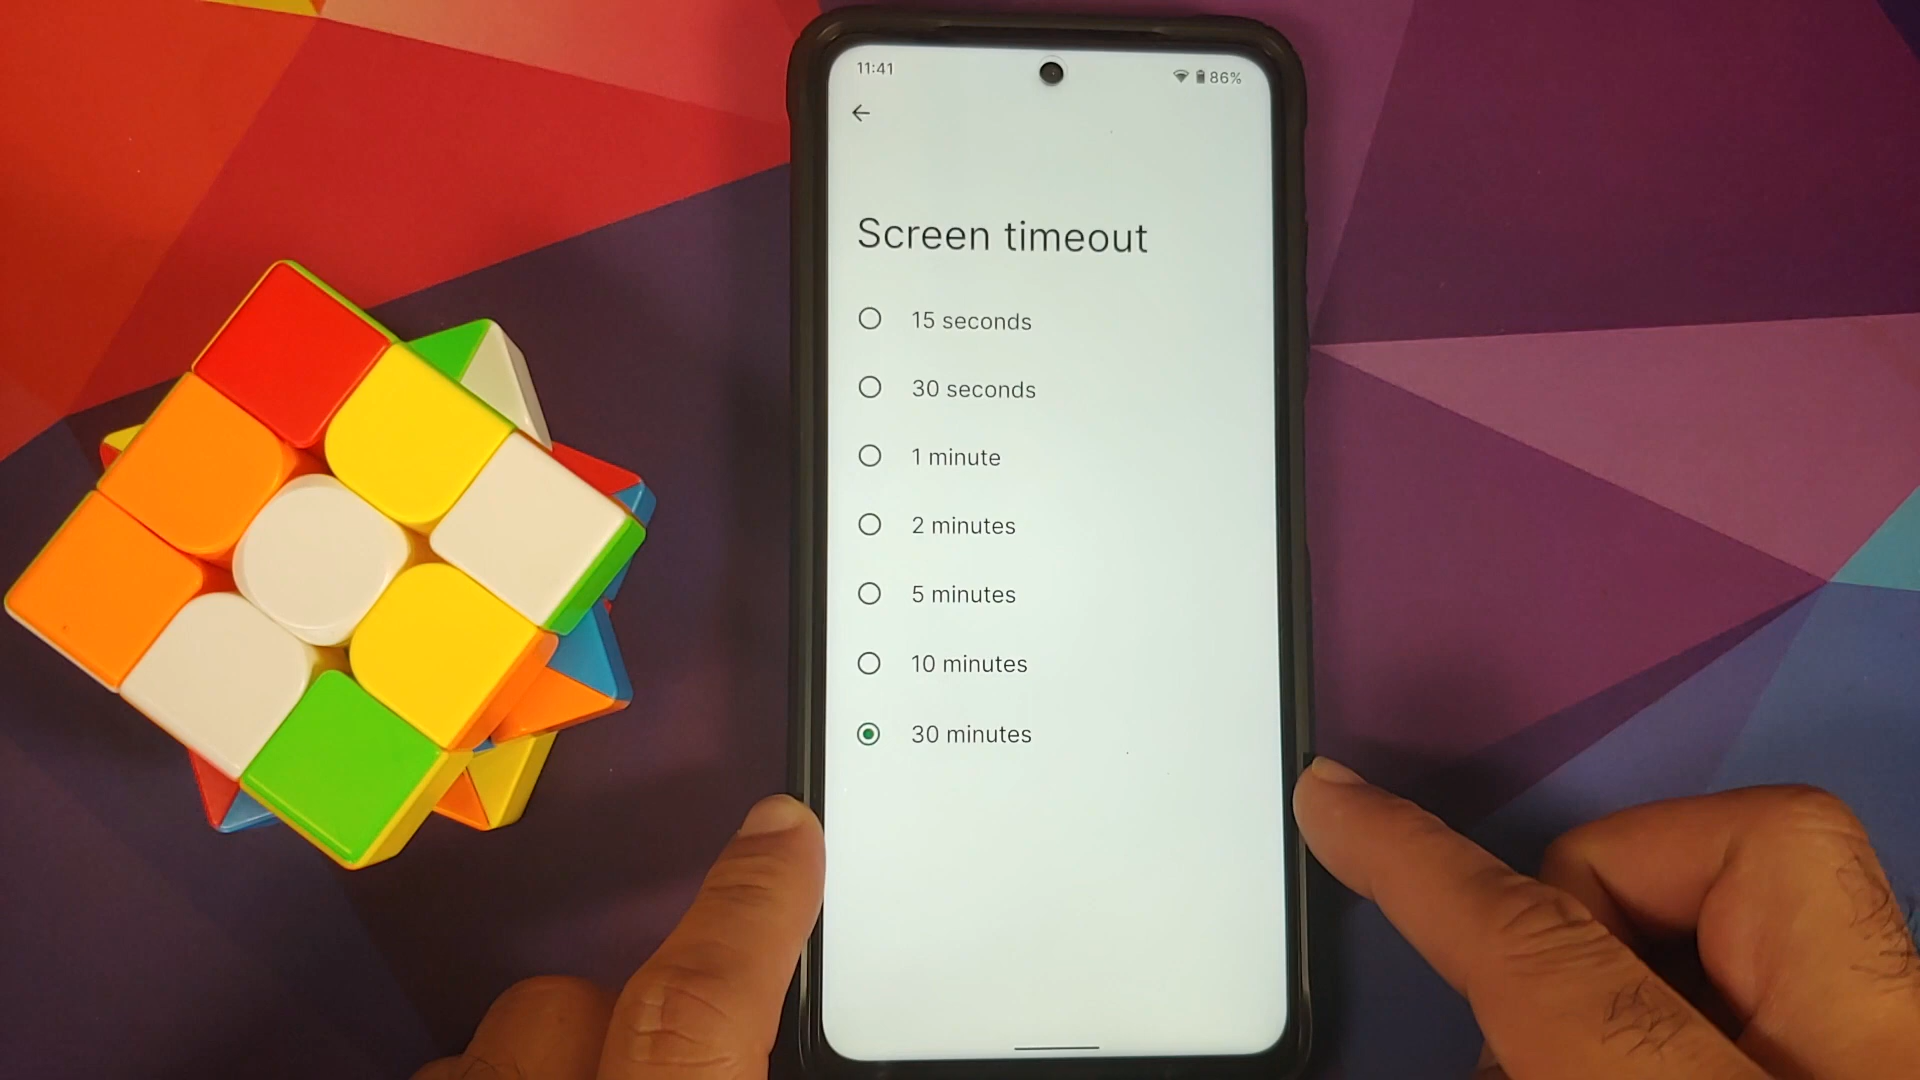 11:41
86%
Screen timeout
15 seconds
30 seconds
1 minute
2 minutes
5 minutes
10 minutes
30 minutes